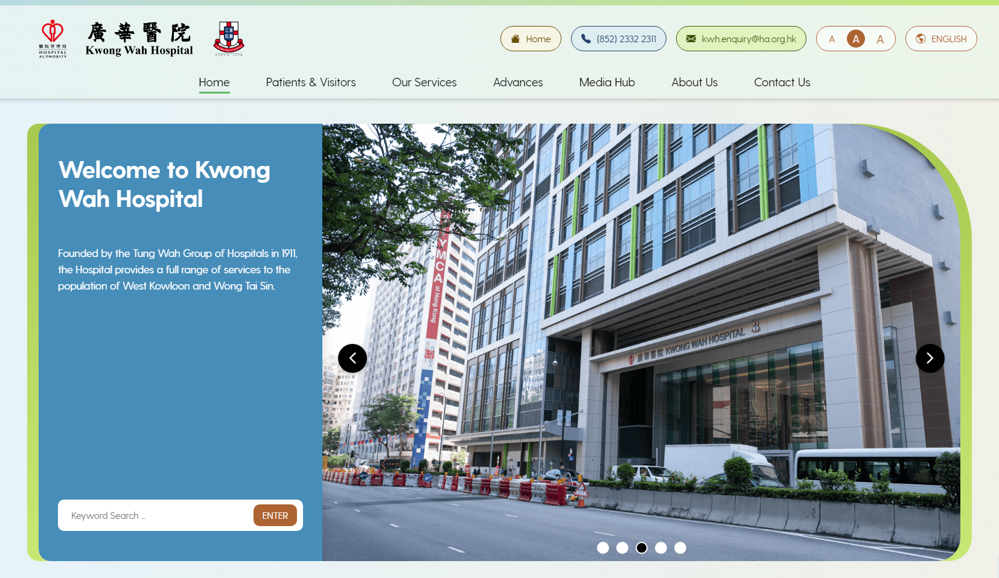 醫院管理局
HOSPITAL
AUTHORITY
廣華醫院
Kwong Wah Hospital
SINCE 1870
Home
(852) 2332 2311
kwh.enquiry@ha.org.hk
A A A
ENGLISH
Home Patients & Visitors Our Services Advances Media Hub About Us Contact Us
Welcome to Kwong
Wah Hospital
Founded by the Tung Wah Group of Hospitals in 1911,
the Hospital provides a full range of services to the
population of West Kowloon and Wong Tai Sin.
Keyword Search ...
ENTER
YMCA of Hong Kong
廣華醫院 KWONG WAH HOSPITAL